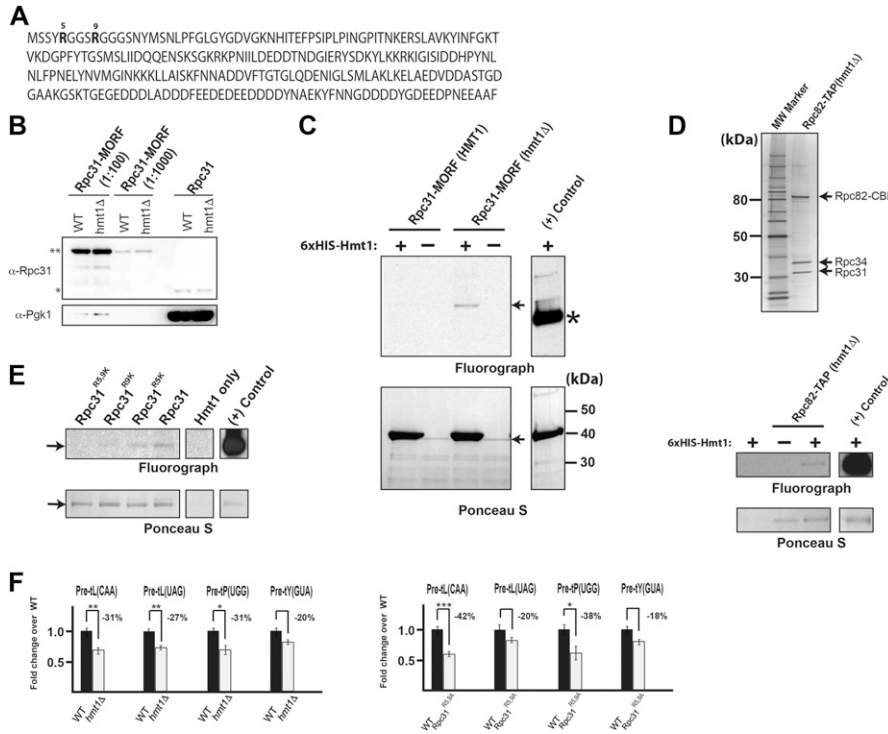 A
5 9
MSSYRGGSRGGGSNYMSNLPFGLGYGDVGKNHITEFPSIPLPINGPITNKERSLAVKYINFGKT
VKDGPFYTGSMSLIIDQQENSKSGKRKPNIILDEDDTNDGIERYSDKYLKKRKIGISIDDHPYNL
NLFPNELYNVMGINKKKLLAISKFNNADDVFTGTGLQDENIGLSMLAKLKELAEDVDDASTGD
GAAKGSKTGEGEDDDLADDDFEEDEDEEDDDDYNAEKYFNNGDDDDYGDEEDPNEEAAF
B
Rpc31-MORF (1:100)
Rpc31-MORF (1:1000)
Rpc31
WT hmt1Δ WT hmt1Δ WT hmt1Δ
**
α-Rpc31
*
α-Pgk1
C
Rpc31-MORF (HMT1)
Rpc31-MORF (hmt1Δ)
(+) Control
6xHIS-Hmt1: + − + − +
*
Fluorograph
(kDa)
50
40
30
Ponceau S
D
MW Marker
Rpc82-TAP(hmt1Δ)
(kDa)
80
50
30
Rpc82-CBP
Rpc34
Rpc31
Rpc82-TAP (hmt1Δ)
(+) Control
6xHIS-Hmt1: + − + +
Fluorograph
Ponceau S
E
Rpc31R5,9K
Rpc31R9K
Rpc31R5K
Rpc31
Hmt1 only
(+) Control
Fluorograph
Ponceau S
F
Pre-tL(CAA) Pre-tL(UAG) Pre-tP(UGG) Pre-tY(GUA)
** -31% ** -27% * -31% -20%
Fold change over WT
1.0
0.5
WT hmt1Δ WT hmt1Δ WT hmt1Δ WT hmt1Δ
Pre-tL(CAA) Pre-tL(UAG) Pre-tP(UGG) Pre-tY(GUA)
*** -42% -20% * -38% -18%
Fold change over WT
1.0
0.5
WT Rpc31R5,9A WT Rpc31R5,9A WT Rpc31R5,9A WT Rpc31R5,9A